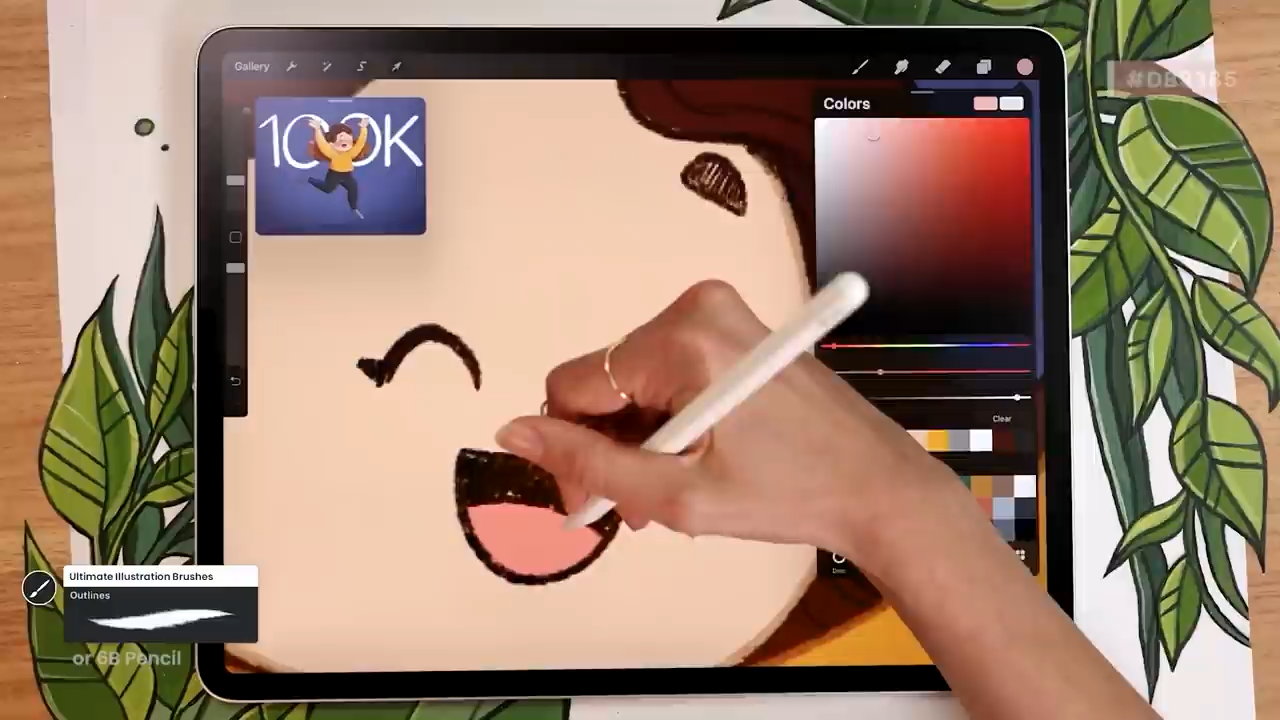 Gallery
100K
Colors
Clear
Ultimate Illustration Brushes
Outlines
or 6B Pencil